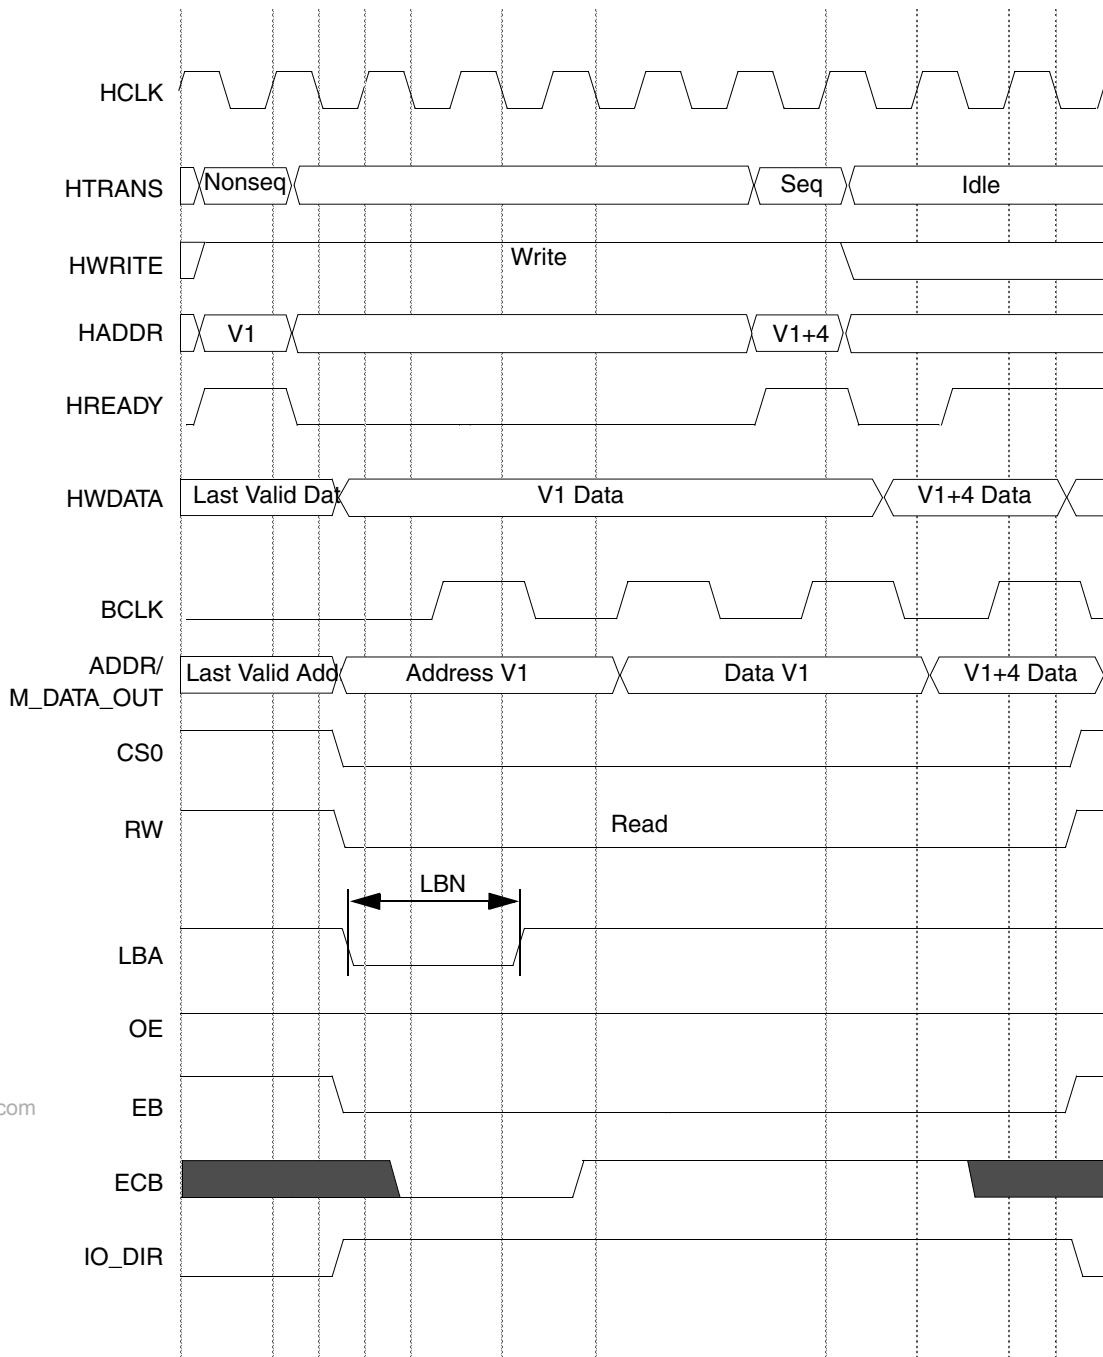 HCLK
HTRANS Nonseq Seq Idle
HWRITE Write
HADDR V1 V1+4
HREADY
HWDATA Last Valid Dat V1 Data V1+4 Data
BCLK
ADDR/
M_DATA_OUT Last Valid Add Address V1 Data V1 V1+4 Data
CS0
RW Read
LBN
LBA
OE
com EB
ECB
IO_DIR